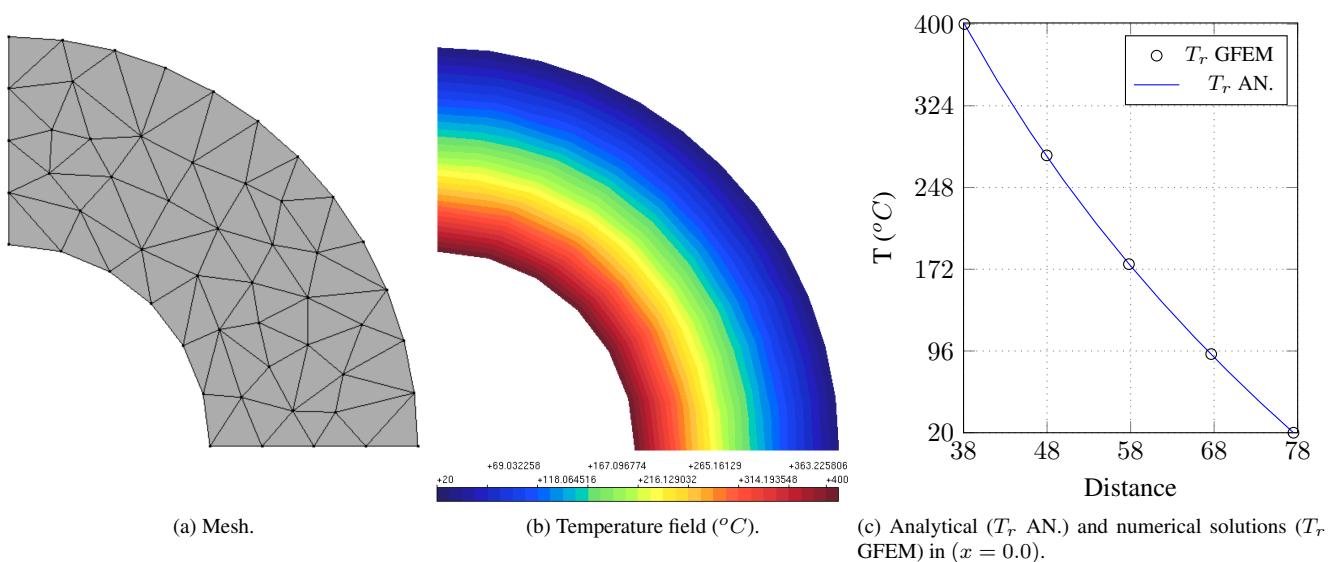 +20
+69.032258
+118.064516
+167.096774
+216.129032
+265.16129
+314.193548
+363.225806
+400
(a) Mesh.
(b) Temperature field (°C).
400
324
248
172
96
20
38
48
58
68
78
T (°C)
Distance
T_r GFEM
T_r AN.
(c) Analytical (T_r AN.) and numerical solutions (T_r
GFEM) in (x = 0.0).